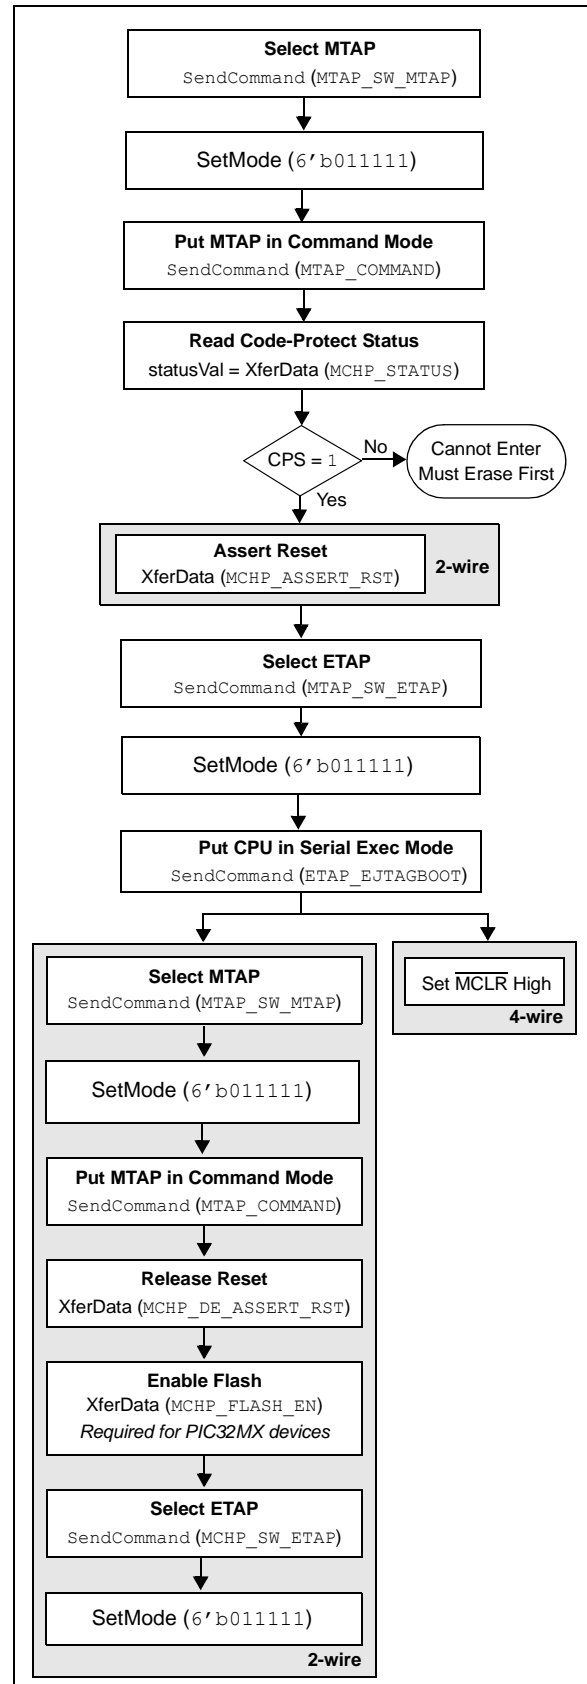 Select MTAP
SendCommand (MTAP_SW_MTAP)
SetMode (6’b011111)
Put MTAP in Command Mode
SendCommand (MTAP_COMMAND)
Read Code-Protect Status
statusVal = XferData (MCHP_STATUS)
CPS = 1
No
Cannot Enter
Must Erase First
Yes
Assert Reset
XferData (MCHP_ASSERT_RST)
2-wire
Select ETAP
SendCommand (MTAP_SW_ETAP)
SetMode (6’b011111)
Put CPU in Serial Exec Mode
SendCommand (ETAP_EJTAGBOOT)
Select MTAP
SendCommand (MTAP_SW_MTAP)
Set MCLR High
4-wire
SetMode (6’b011111)
Put MTAP in Command Mode
SendCommand (MTAP_COMMAND)
Release Reset
XferData (MCHP_DE_ASSERT_RST)
Enable Flash
XferData (MCHP_FLASH_EN)
Required for PIC32MX devices
Select ETAP
SendCommand (MCHP_SW_ETAP)
SetMode (6’b011111)
2-wire